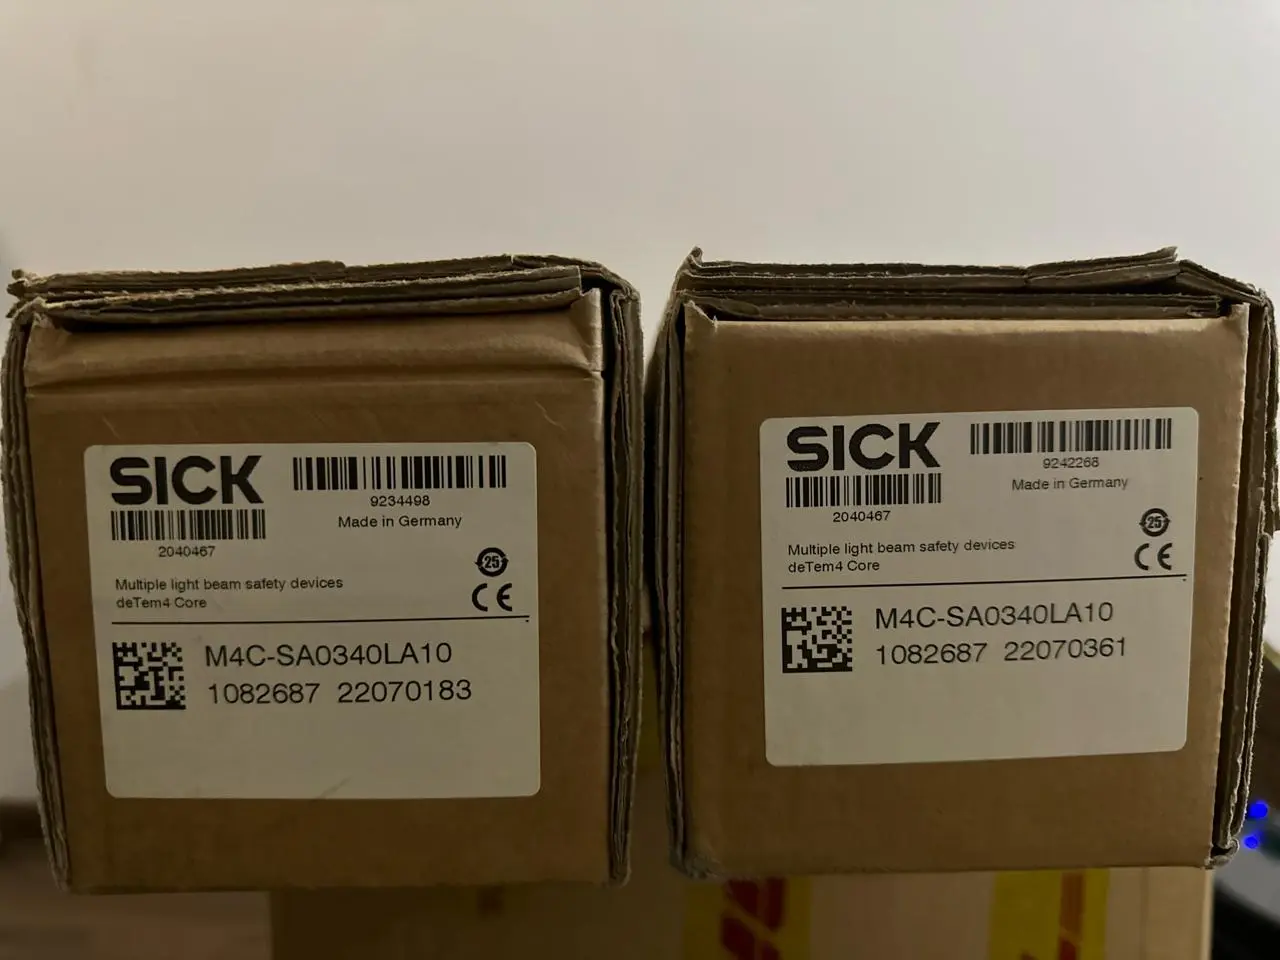 SICK
9234498
Made in Germany
2040467
25
Multiple light beam safety devices
deTem4 Core
CE
M4C-SA0340LA10
1082687 22070183
SICK
9242268
Made in Germany
2040467
25
Multiple light beam safety devices
deTem4 Core
CE
M4C-SA0340LA10
1082687 22070361